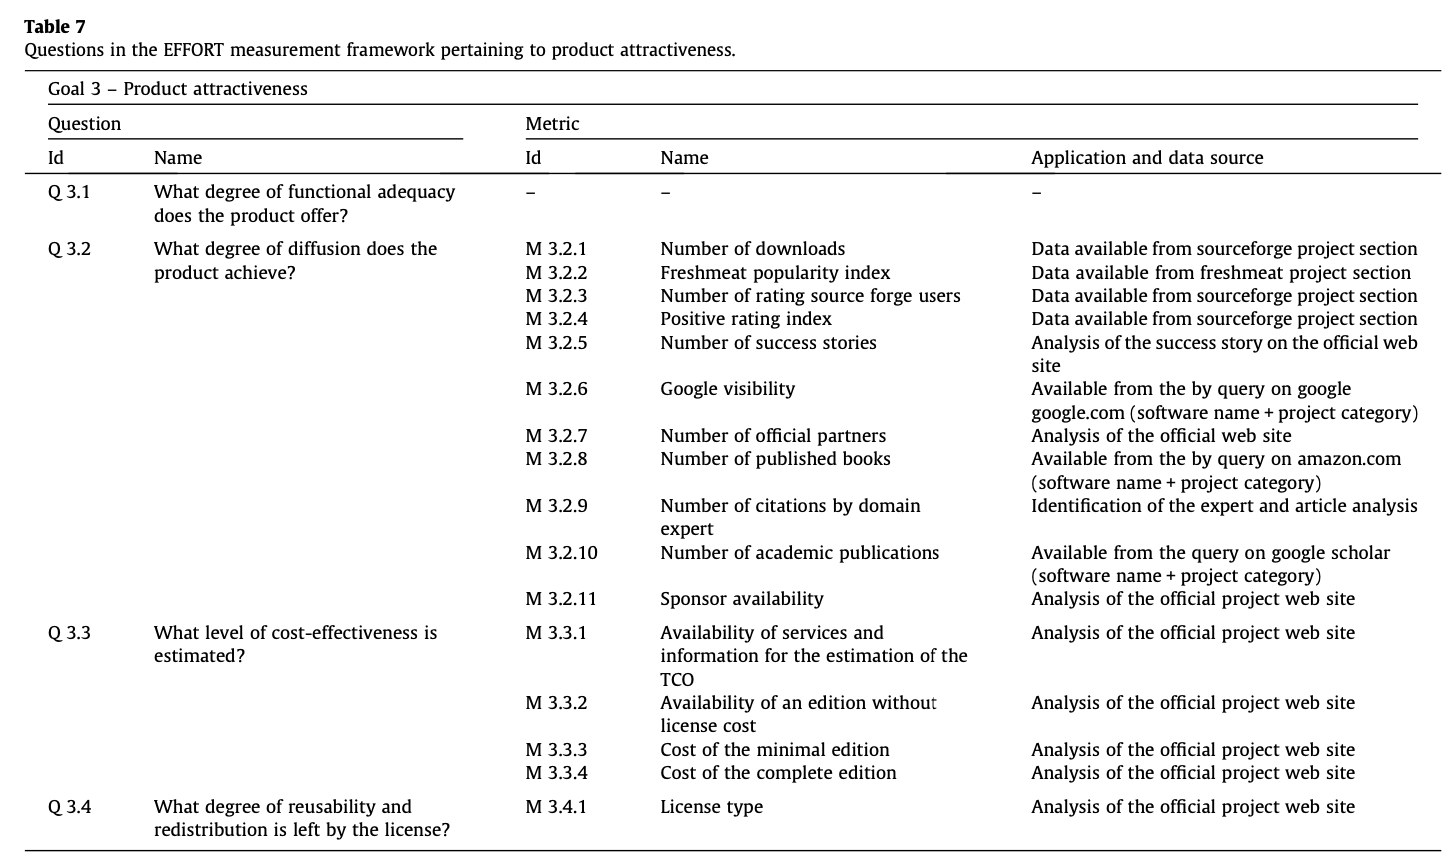 Table 7
Questions in the EFFORT measurement framework pertaining to product attractiveness.
Goal 3 – Product attractiveness
Question Metric
Id Name Id Name Application and data source
Q 3.1 What degree of functional adequacy – – –
does the product offer?
Q 3.2 What degree of diffusion does the M 3.2.1 Number of downloads Data available from sourceforge project section
product achieve? M 3.2.2 Freshmeat popularity index Data available from freshmeat project section
M 3.2.3 Number of rating source forge users Data available from sourceforge project section
M 3.2.4 Positive rating index Data available from sourceforge project section
M 3.2.5 Number of success stories Analysis of the success story on the official web
site
M 3.2.6 Google visibility Available from the by query on google
google.com (software name + project category)
M 3.2.7 Number of official partners Analysis of the official web site
M 3.2.8 Number of published books Available from the by query on amazon.com
(software name + project category)
M 3.2.9 Number of citations by domain Identification of the expert and article analysis
expert
M 3.2.10 Number of academic publications Available from the query on google scholar
(software name + project category)
M 3.2.11 Sponsor availability Analysis of the official project web site
Q 3.3 What level of cost-effectiveness is M 3.3.1 Availability of services and Analysis of the official project web site
estimated? information for the estimation of the
TCO
M 3.3.2 Availability of an edition without Analysis of the official project web site
license cost
M 3.3.3 Cost of the minimal edition Analysis of the official project web site
M 3.3.4 Cost of the complete edition Analysis of the official project web site
Q 3.4 What degree of reusability and M 3.4.1 License type Analysis of the official project web site
redistribution is left by the license?